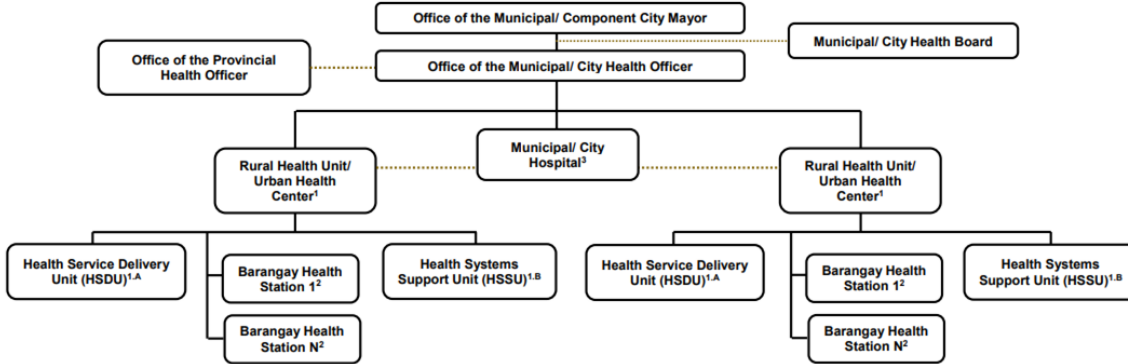 Office of the Municipal/ Component City Mayor
Municipal/ City Health Board
Office of the Provincial
Health Officer
Office of the Municipal/ City Health Officer
Rural Health Unit/
Urban Health
Center¹
Municipal/ City
Hospital³
Rural Health Unit/
Urban Health
Center¹
Health Service Delivery
Unit (HSDU)¹·ᴬ
Barangay Health
Station 1²
Health Systems
Support Unit (HSSU)¹·ᴮ
Barangay Health
Station N²
Health Service Delivery
Unit (HSDU)¹·ᴬ
Barangay Health
Station 1²
Health Systems
Support Unit (HSSU)¹·ᴮ
Barangay Health
Station N²